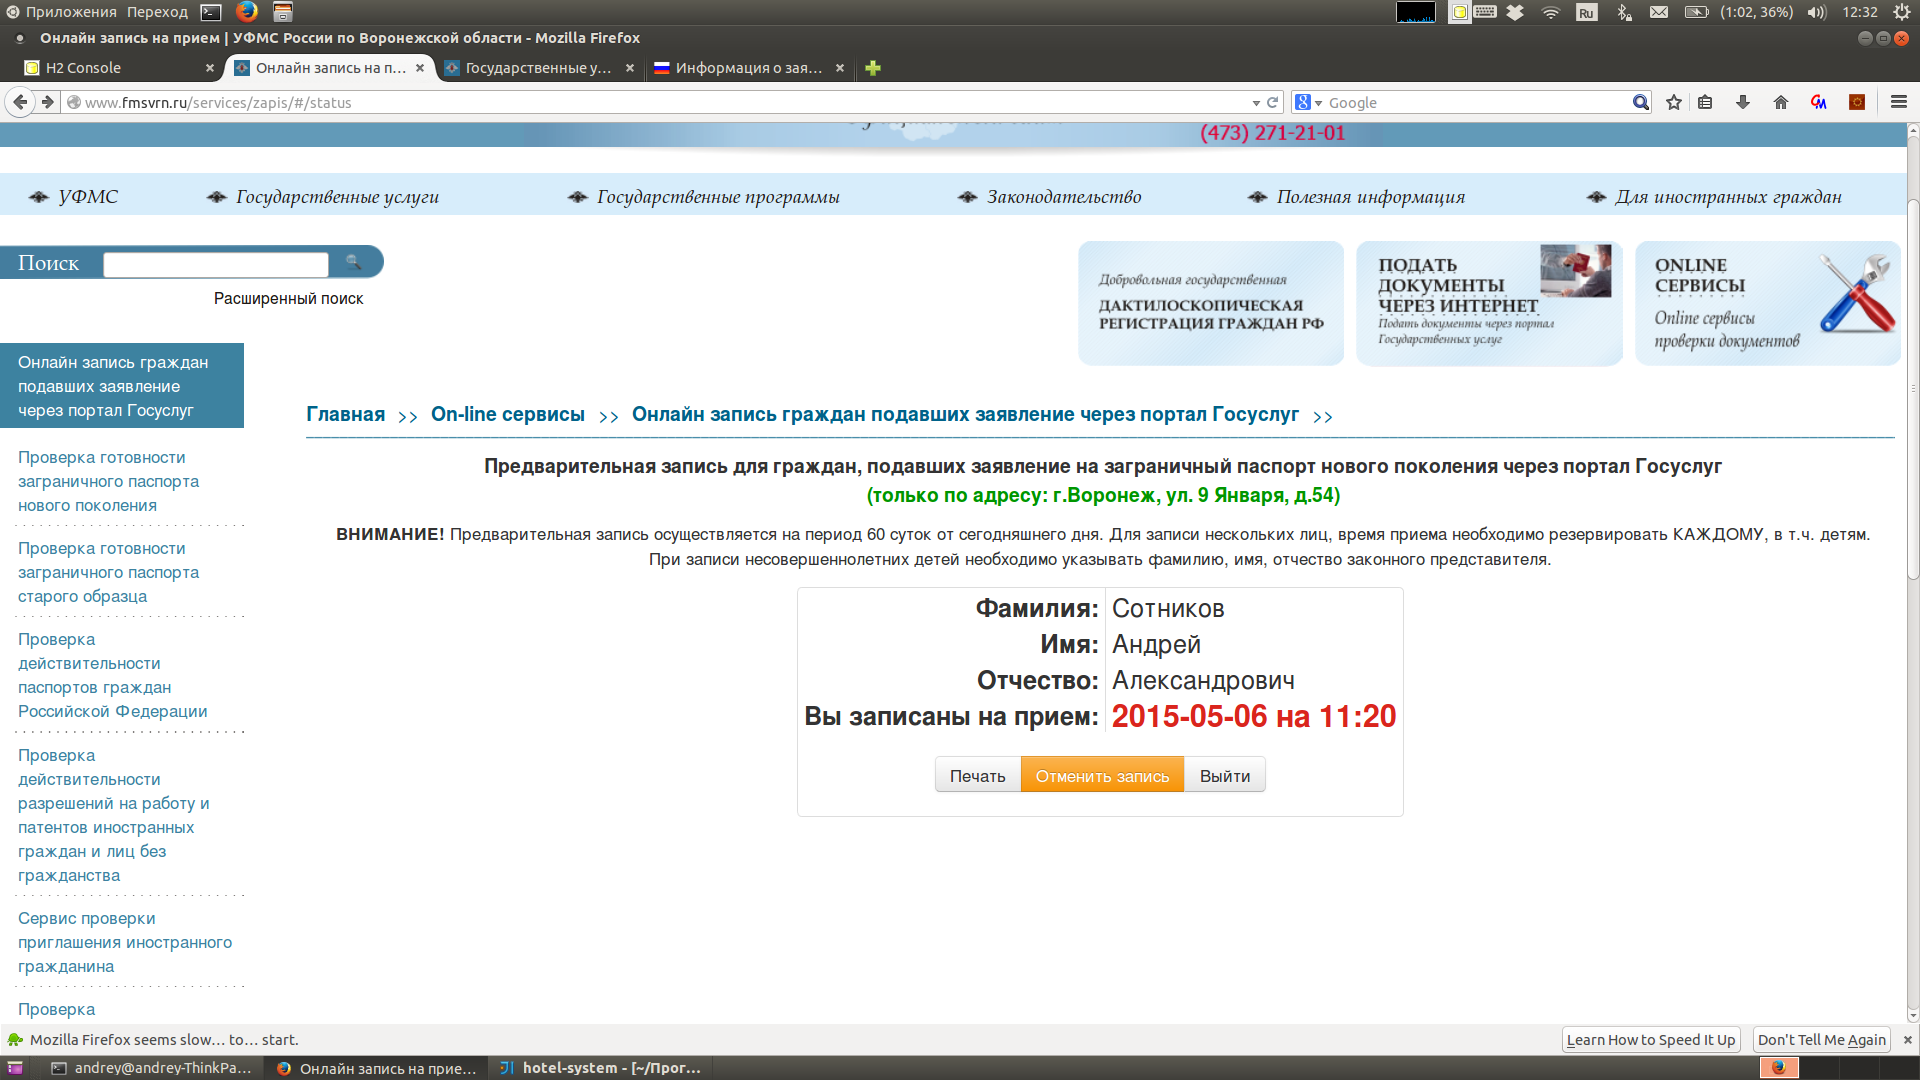 Приложения Переход Ru (1:02, 36%) 12:32
Онлайн запись на прием | УФМС России по Воронежской области - Mozilla Firefox
H2 Console Онлайн запись на п... Государственные у... Информация о зая...
www.fmsvrn.ru/services/zapis/#/status Google
(473) 271-21-01
УФМС Государственные услуги Государственные программы Законодательство Полезная информация Для иностранных граждан
Поиск
Расширенный поиск
Добровольная государственная
ДАКТИЛОСКОПИЧЕСКАЯ
РЕГИСТРАЦИЯ ГРАЖДАН РФ
ПОДАТЬ
ДОКУМЕНТЫ
ЧЕРЕЗ ИНТЕРНЕТ
Подать документы через портал
Государственных услуг
ONLINE
СЕРВИСЫ
Online сервисы
проверки документов
Онлайн запись граждан
подавших заявление
через портал Госуслуг
Проверка готовности
заграничного паспорта
нового поколения
Проверка готовности
заграничного паспорта
старого образца
Проверка
действительности
паспортов граждан
Российской Федерации
Проверка
действительности
разрешений на работу и
патентов иностранных
граждан и лиц без
гражданства
Сервис проверки
приглашения иностранного
гражданина
Проверка
Главная >> On-line сервисы >> Онлайн запись граждан подавших заявление через портал Госуслуг >>
Предварительная запись для граждан, подавших заявление на заграничный паспорт нового поколения через портал Госуслуг
(только по адресу: г.Воронеж, ул. 9 Января, д.54)
ВНИМАНИЕ! Предварительная запись осуществляется на период 60 суток от сегодняшнего дня. Для записи нескольких лиц, время приема необходимо резервировать КАЖДОМУ, в т.ч. детям.
При записи несовершеннолетних детей необходимо указывать фамилию, имя, отчество законного представителя.
Фамилия: Сотников
Имя: Андрей
Отчество: Александрович
Вы записаны на прием: 2015-05-06 на 11:20
Печать Отменить запись Выйти
Mozilla Firefox seems slow... to... start. Learn How to Speed It Up Don't Tell Me Again
andrey@andrey-ThinkPa... Онлайн запись на прие... hotel-system - [~/Прог...